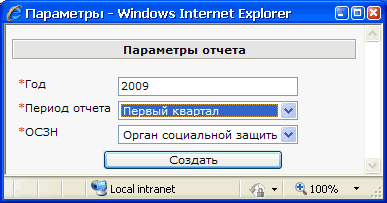 Параметры - Windows Internet Explorer
Параметры отчета
*Год 2009
*Период отчета Первый квартал
*ОСЗН Орган социальной защить
Создать
Local intranet 100%